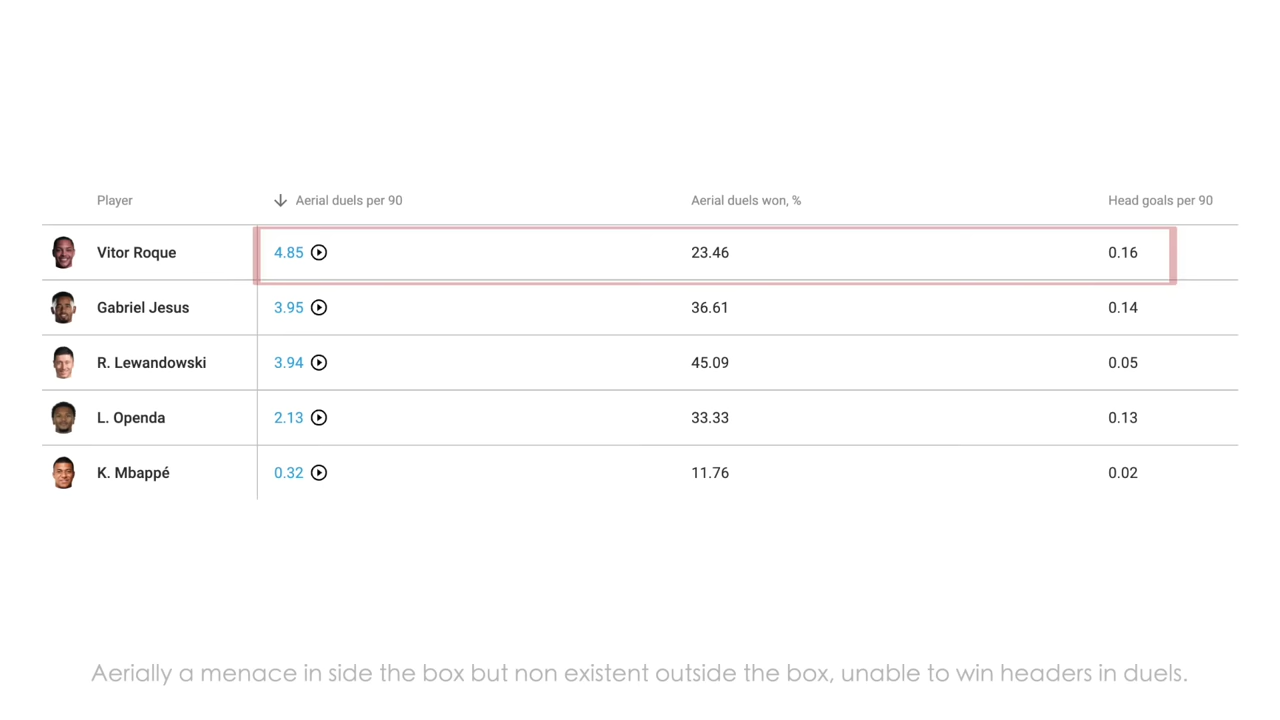 Player Aerial duels per 90 Aerial duels won, % Head goals per 90
Vitor Roque 4.85 23.46 0.16
Gabriel Jesus 3.95 36.61 0.14
R. Lewandowski 3.94 45.09 0.05
L. Openda 2.13 33.33 0.13
K. Mbappé 0.32 11.76 0.02
Aerially a menace in side the box but non existent outside the box, unable to win headers in duels.